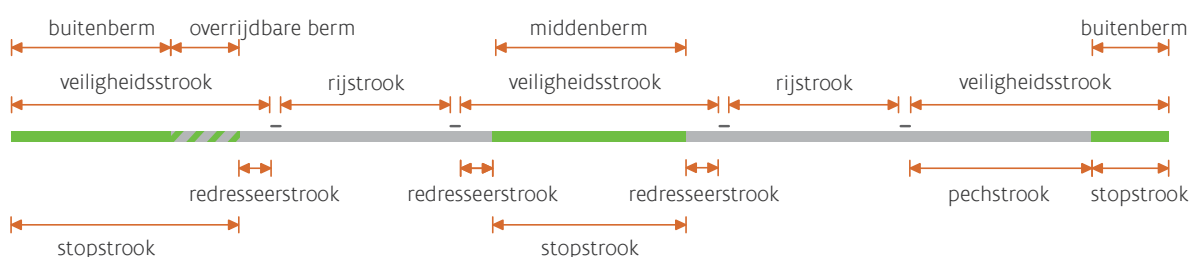 buitenberm overrijdbare berm middenberm buitenberm
veiligheidsstrook rijstrook veiligheidsstrook rijstrook veiligheidsstrook
redresseerstrook redresseerstrook redresseerstrook pechstrook stopstrook
stopstrook stopstrook